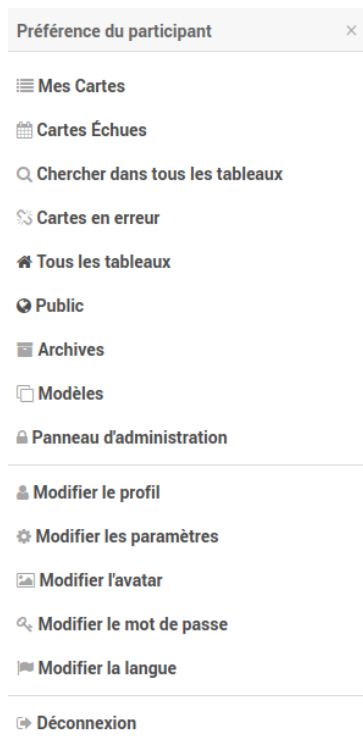 Préférence du participant
Mes Cartes
Cartes Échues
Chercher dans tous les tableaux
Cartes en erreur
Tous les tableaux
Public
Archives
Modèles
Panneau d'administration
Modifier le profil
Modifier les paramètres
Modifier l'avatar
Modifier le mot de passe
Modifier la langue
Déconnexion